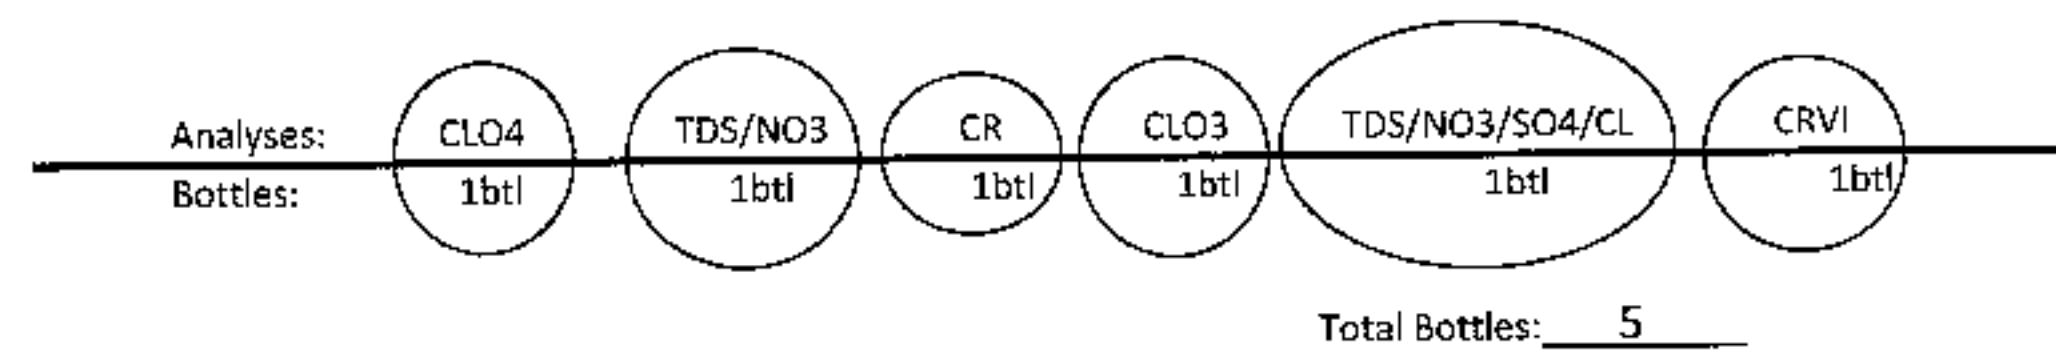 Analyses: CLO4 TDS/NO3 CR CLO3 TDS/NO3/SO4/CL CRVI
Bottles: 1btl 1btl 1btl 1btl 1btl 1btl
Total Bottles: 5